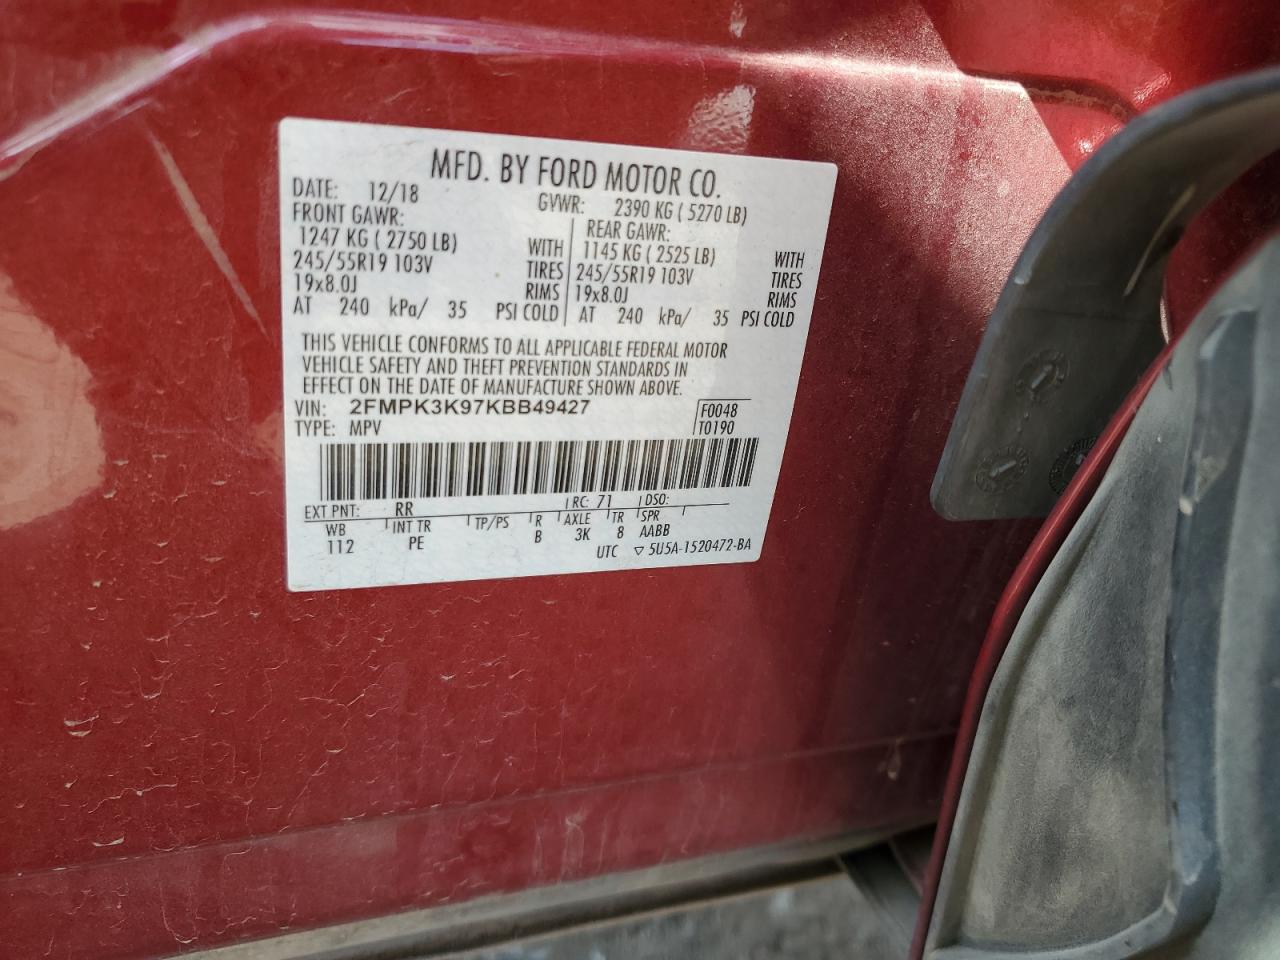 MFD. BY FORD MOTOR CO.
DATE: 12/18 GVWR: 2390 KG ( 5270 LB)
FRONT GAWR: REAR GAWR:
1247 KG ( 2750 LB) WITH 1145 KG ( 2525 LB) WITH
245/55R19 103V TIRES 245/55R19 103V TIRES
19x8.0J RIMS 19x8.0J RIMS
AT 240 kPa/ 35 PSI COLD AT 240 kPa/ 35 PSI COLD
THIS VEHICLE CONFORMS TO ALL APPLICABLE FEDERAL MOTOR
VEHICLE SAFETY AND THEFT PREVENTION STANDARDS IN
EFFECT ON THE DATE OF MANUFACTURE SHOWN ABOVE.
VIN: 2FMPK3K97KBB49427 F0048
TYPE: MPV T0190
EXT PNT: RR RC: 71 DSO:
WB INT TR TP/PS R AXLE TR SPR
112 PE B 3K 8 AABB
UTC ▽ 5U5A-1520472-BA